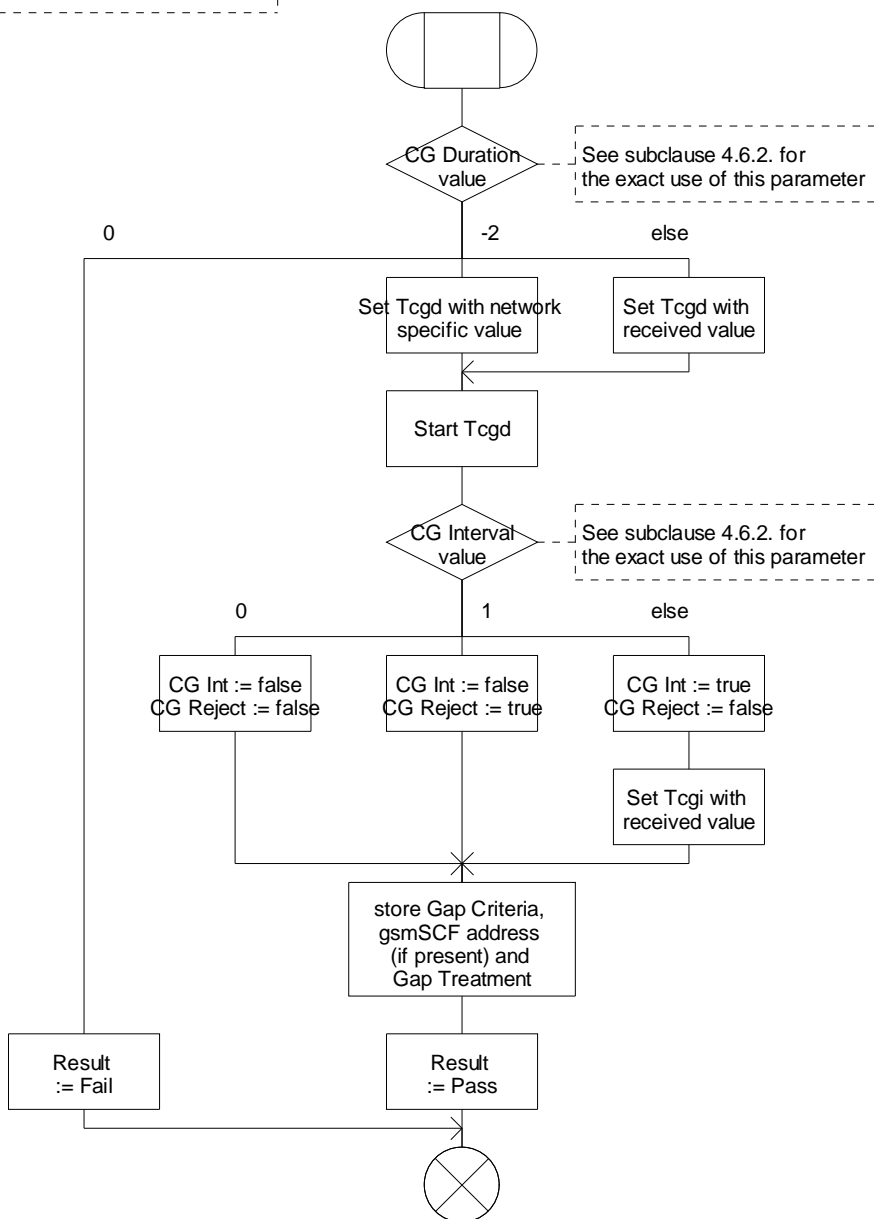 CG Duration
value
See subclause 4.6.2. for
the exact use of this parameter
0
-2
else
Set Tcgd with network
specific value
Set Tcgd with
received value
Start Tcgd
CG Interval
value
See subclause 4.6.2. for
the exact use of this parameter
0
1
else
CG Int := false
CG Reject := false
CG Int := false
CG Reject := true
CG Int := true
CG Reject := false
Set Tcgi with
received value
store Gap Criteria,
gsmSCF address
(if present) and
Gap Treatment
Result
:= Fail
Result
:= Pass